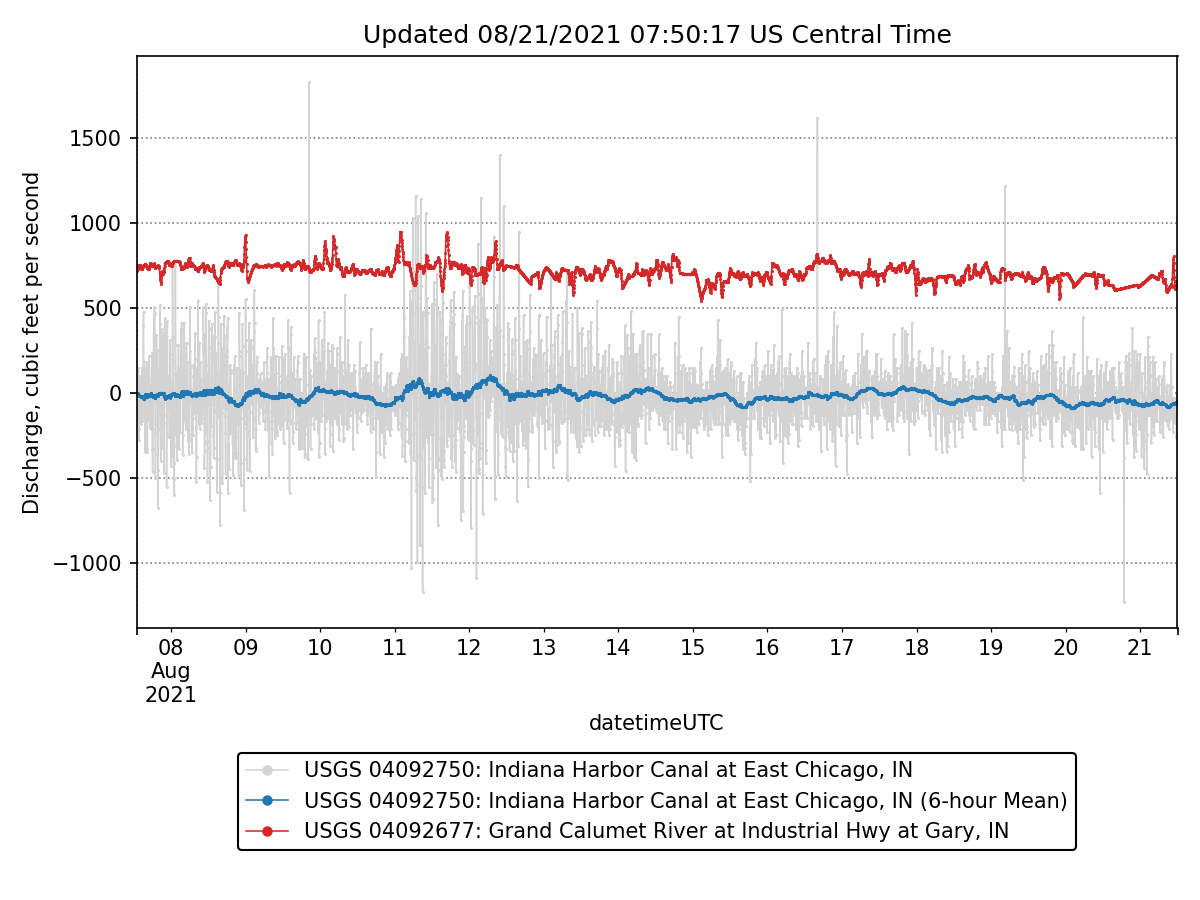 Updated 08/21/2021 07:50:17 US Central Time
Discharge, cubic feet per second
1500
1000
500
0
−500
−1000
08 09 10 11 12 13 14 15 16 17 18 19 20 21
Aug
2021
datetimeUTC
USGS 04092750: Indiana Harbor Canal at East Chicago, IN
USGS 04092750: Indiana Harbor Canal at East Chicago, IN (6-hour Mean)
USGS 04092677: Grand Calumet River at Industrial Hwy at Gary, IN